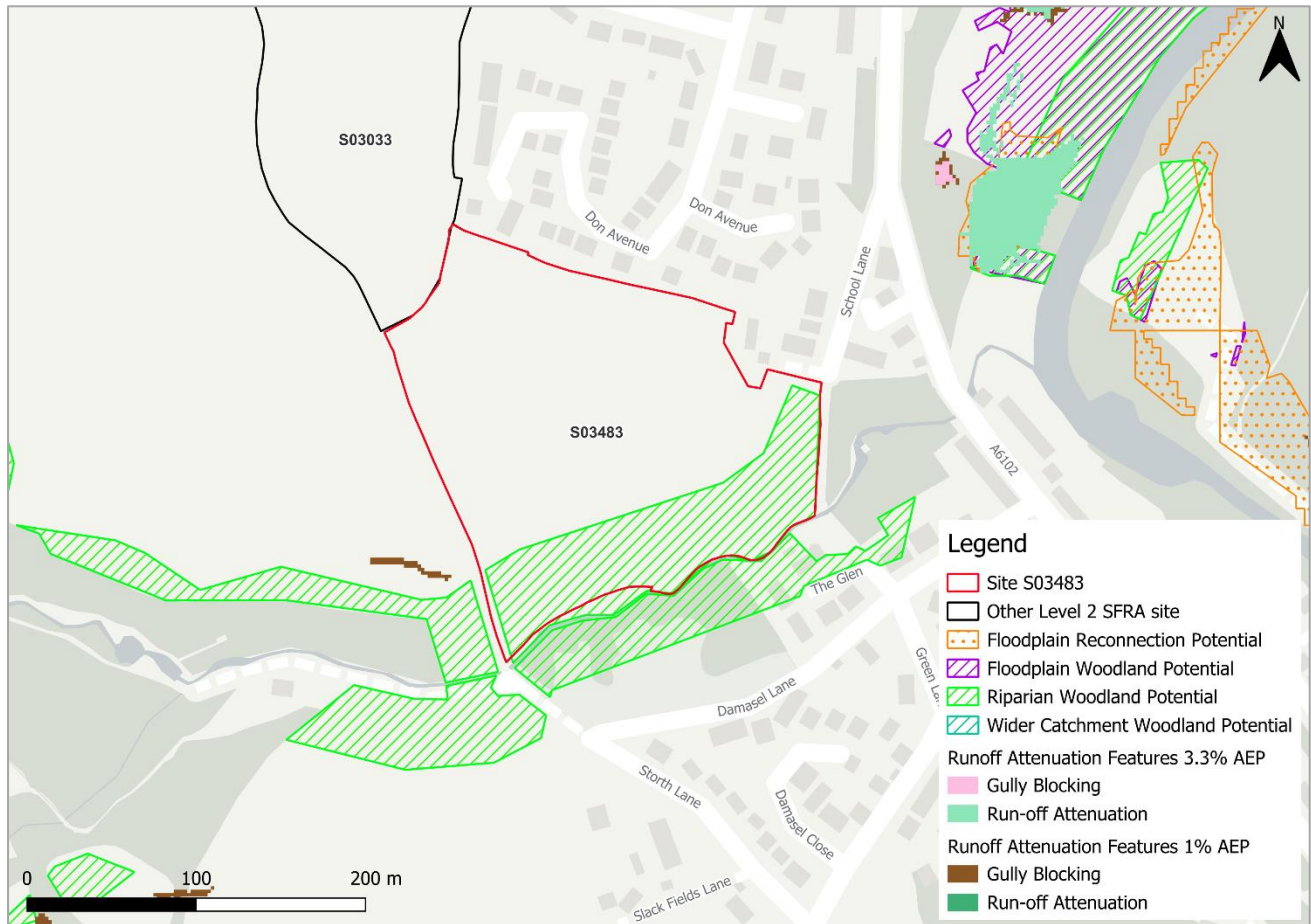 N
S03033
Don Avenue
Don Avenue
School Lane
S03483
A6102
The Glen
Damasel Lane
Green La
Storth Lane
Damasel Close
Slack Fields Lane
0 100 200 m
Legend
Site S03483
Other Level 2 SFRA site
Floodplain Reconnection Potential
Floodplain Woodland Potential
Riparian Woodland Potential
Wider Catchment Woodland Potential
Runoff Attenuation Features 3.3% AEP
Gully Blocking
Run-off Attenuation
Runoff Attenuation Features 1% AEP
Gully Blocking
Run-off Attenuation